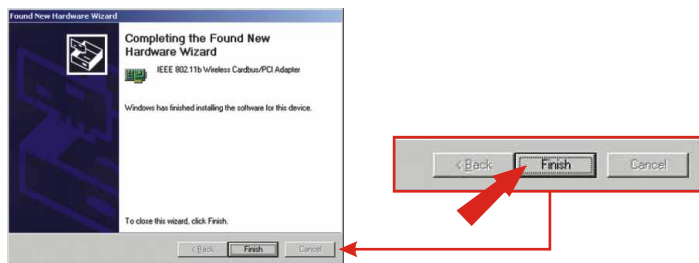 Found New Hardware Wizard
Completing the Found New
Hardware Wizard
IEEE 802.11b Wireless Cardbus/PCI Adapter
Windows has finished installing the software for this device.
To close this wizard, click Finish.
< Back Finish Cancel
< Back Finish Cancel